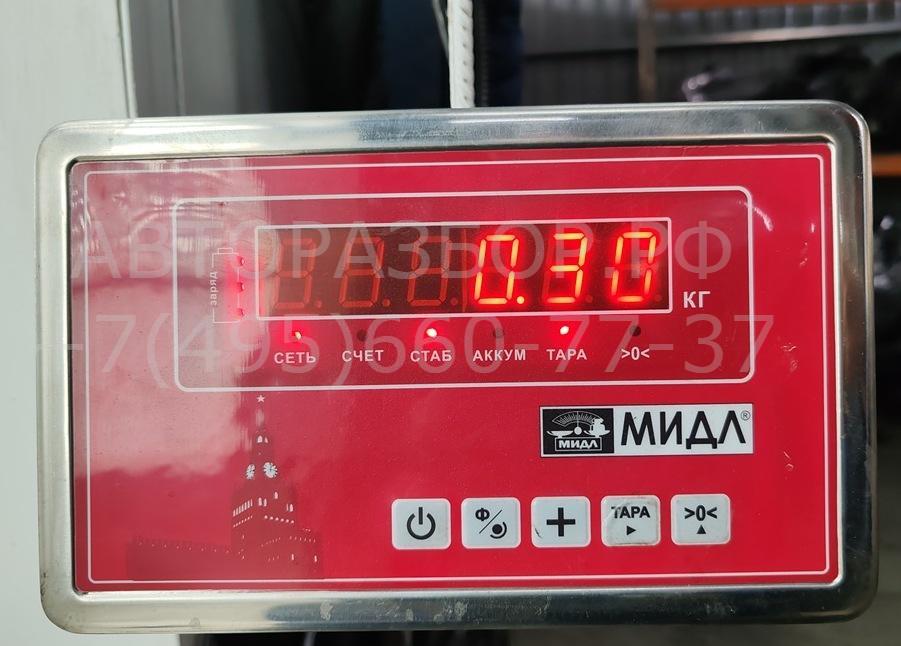 АВТОРАЗБОР.РФ
+7(495)660-77-37
заряд
0.30
КГ
СЕТЬ СЧЕТ СТАБ АККУМ ТАРА >0<
МИДЛ МИДЛ®
Ф
+ ТАРА >0<